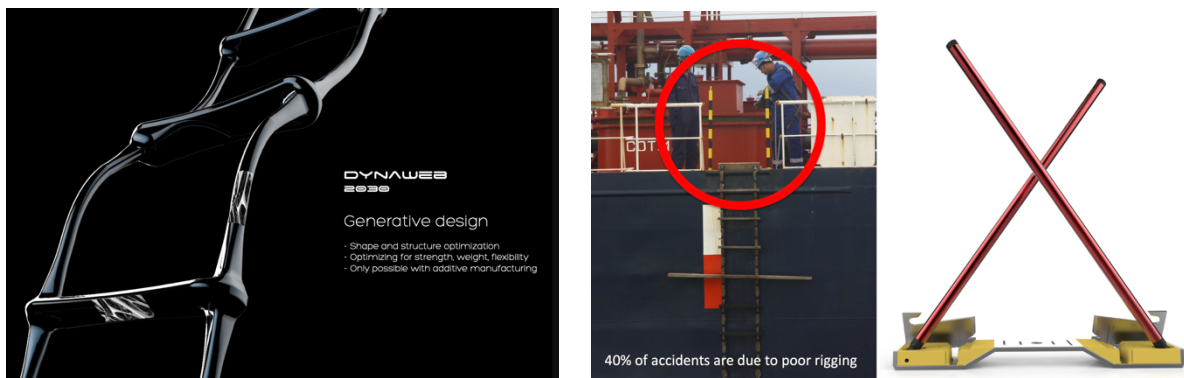 DYNAWEB
2030
Generative design
- Shape and structure optimization
- Optimizing for strength, weight, flexibility
- Only possible with additive manufacturing
COT.1
40% of accidents are due to poor rigging